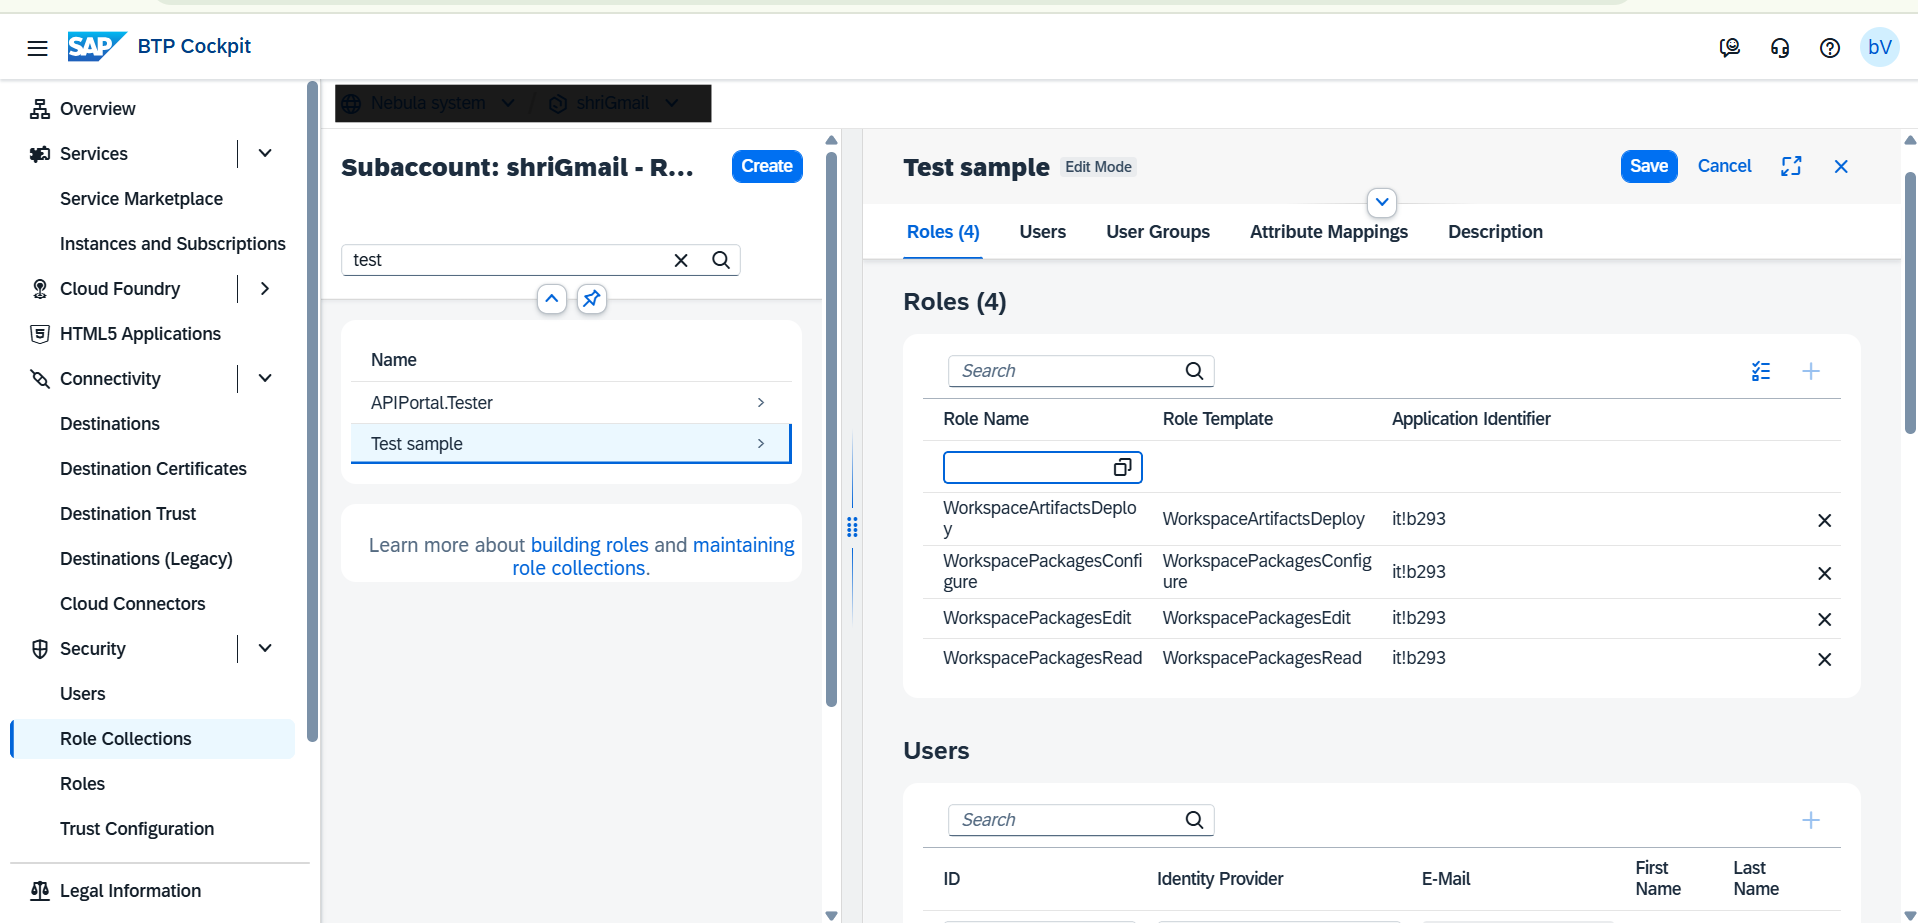 SAP BTP Cockpit
bV
Overview
Services
Service Marketplace
Instances and Subscriptions
Cloud Foundry
HTML5 Applications
Connectivity
Destinations
Destination Certificates
Destination Trust
Destinations (Legacy)
Cloud Connectors
Security
Users
Role Collections
Roles
Trust Configuration
Legal Information
Nebula system / shriGmail
Subaccount: shriGmail - R... Create
test
Name
APIPortal.Tester
Test sample
Learn more about building roles and maintaining
role collections.
Test sample Edit Mode Save Cancel
Roles (4) Users User Groups Attribute Mappings Description
Roles (4)
Search
Role Name Role Template Application Identifier
WorkspaceArtifactsDeplo
y WorkspaceArtifactsDeploy it!b293
WorkspacePackagesConfi WorkspacePackagesConfig
gure ure it!b293
WorkspacePackagesEdit WorkspacePackagesEdit it!b293
WorkspacePackagesRead WorkspacePackagesRead it!b293
Users
Search
ID Identity Provider E-Mail First Name Last Name